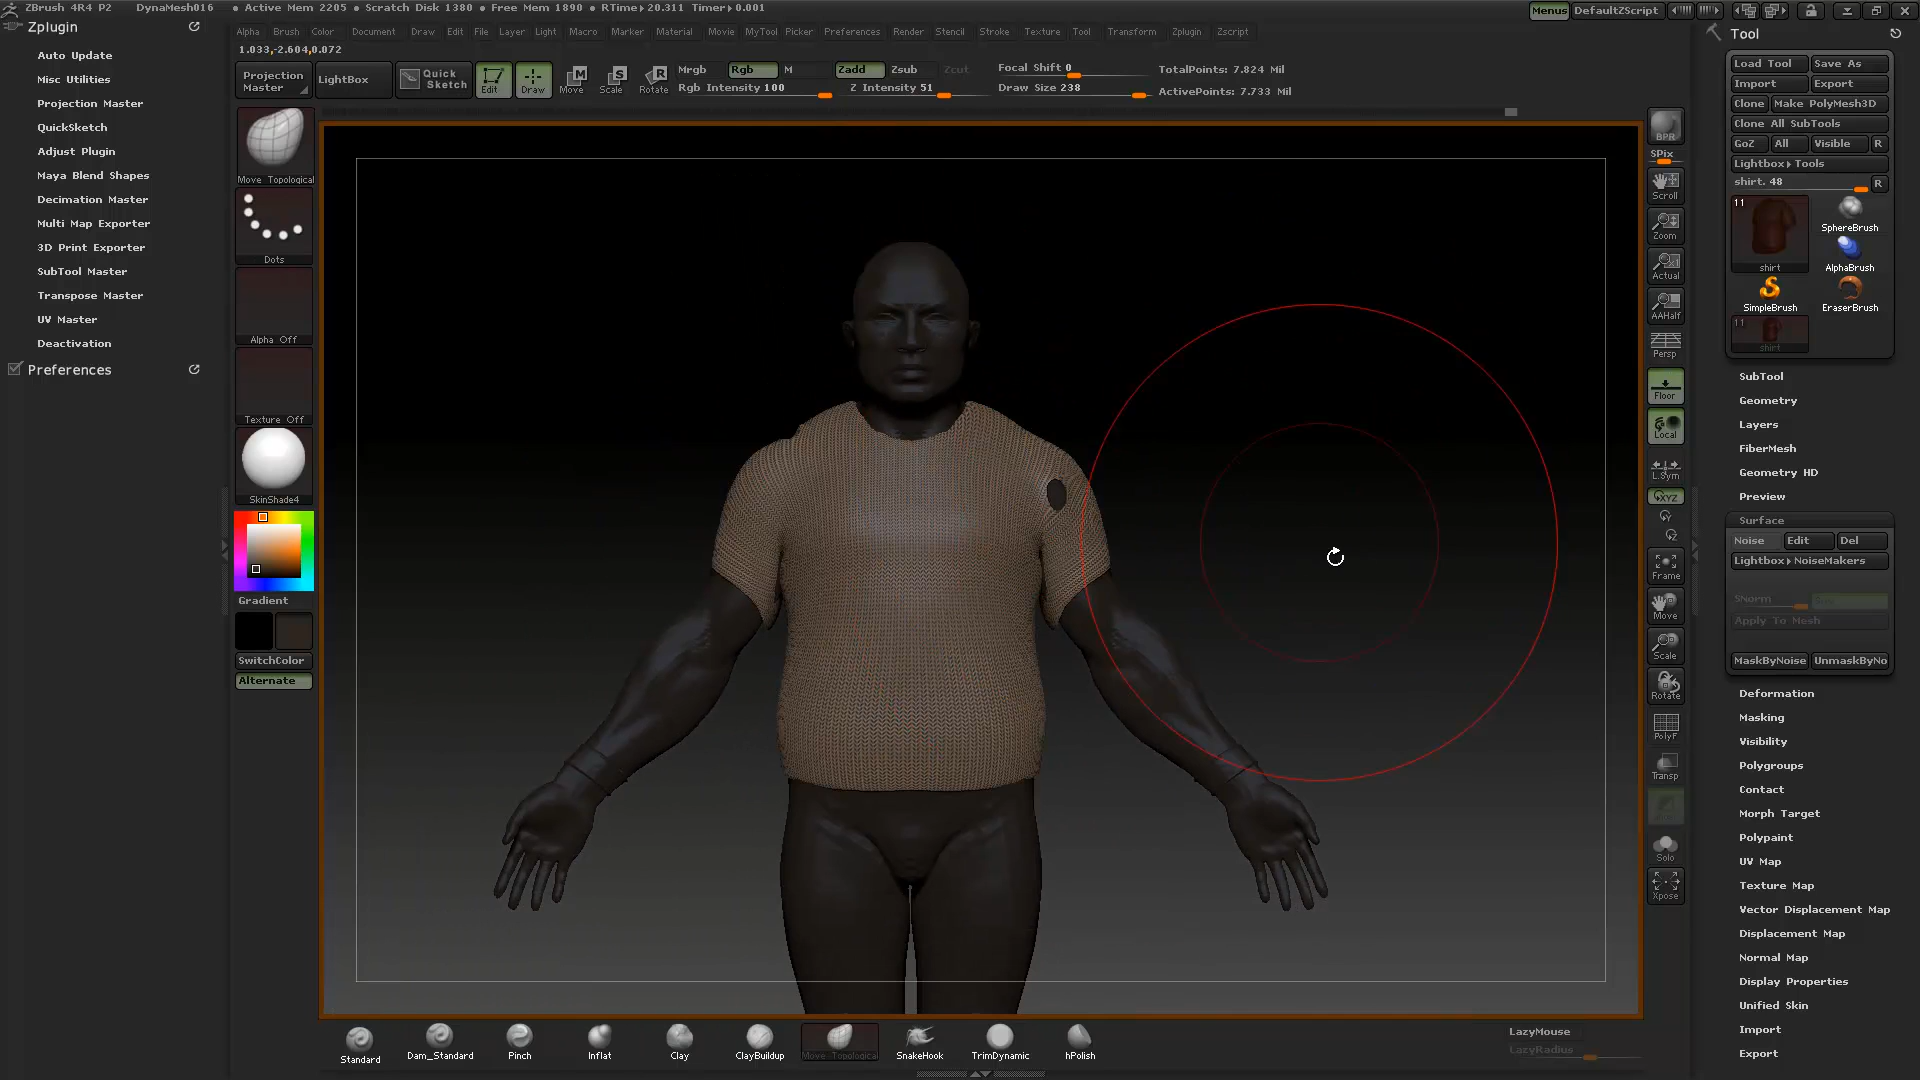 ZBrush 4R4 P2 DynaMesh016 • Active Mem 2205 • Scratch Disk 1380 • Free Mem 1890 • RTime▸20.311 Timer▸0.001 Menus DefaultZScript
Zplugin
Alpha Brush Color Document Draw Edit File Layer Light Macro Marker Material Movie MyTool Picker Preferences Render Stencil Stroke Texture Tool Transform Zplugin Zscript
Tool
1.033,-2.604,0.072
Auto Update
Misc Utilities
Projection Master
QuickSketch
Adjust Plugin
Maya Blend Shapes
Decimation Master
Multi Map Exporter
3D Print Exporter
SubTool Master
Transpose Master
UV Master
Deactivation
Preferences
Projection Master
LightBox
Quick Sketch
Edit
Draw
Move
Scale
Rotate
Mrgb Rgb M
Rgb Intensity 100
Zadd Zsub Zcut
Z Intensity 51
Focal Shift 0
Draw Size 238
TotalPoints: 7.824 Mil
ActivePoints: 7.733 Mil
Move Topological
Dots
Alpha Off
Texture Off
SkinShade4
Gradient
SwitchColor
Alternate
BPR
SPix
Scroll
Zoom
Actual
AAHalf
Persp
Floor
Local
L.Sym
XYZ
Frame
Move
Scale
Rotate
PolyF
Transp
Solo
Xpose
Load Tool Save As
Import Export
Clone Make PolyMesh3D
Clone All SubTools
GoZ All Visible R
Lightbox▸Tools
shirt. 48 R
11
shirt
SphereBrush
AlphaBrush
SimpleBrush
EraserBrush
11
shirt
SubTool
Geometry
Layers
FiberMesh
Geometry HD
Preview
Surface
Noise Edit Del
Lightbox▸NoiseMakers
SNorm
Apply To Mesh
MaskByNoise UnmaskByNo
Deformation
Masking
Visibility
Polygroups
Contact
Morph Target
Polypaint
UV Map
Texture Map
Vector Displacement Map
Displacement Map
Normal Map
Display Properties
Unified Skin
Import
Export
Standard
Dam_Standard
Pinch
Inflat
Clay
ClayBuildup
Move Topological
SnakeHook
TrimDynamic
hPolish
LazyMouse
LazyRadius